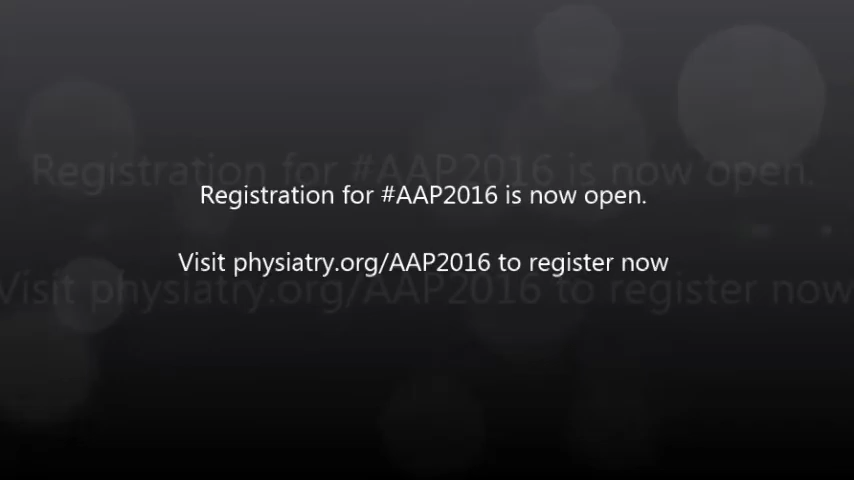 Registration for #AAP2016 is now open.
Visit physiatry.org/AAP2016 to register now